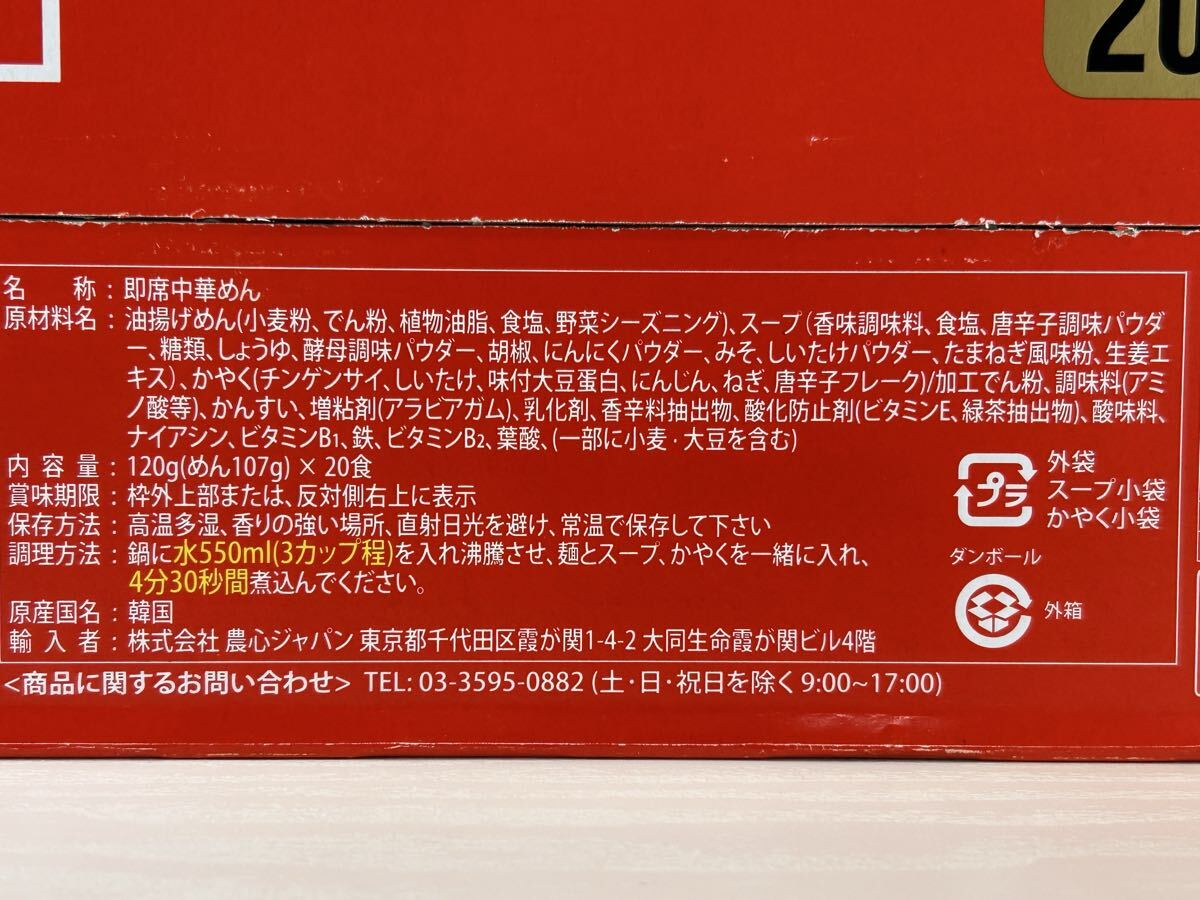 20
名称：即席中華めん
原材料名：油揚げめん(小麦粉、でん粉、植物油脂、食塩、野菜シーズニング)、スープ(香味調味料、食塩、唐辛子調味パウダ
ー、糖類、しょうゆ、酵母調味パウダー、胡椒、にんにくパウダー、みそ、しいたけパウダー、たまねぎ風味粉、生姜エ
キス)、かやく(チンゲンサイ、しいたけ、味付大豆蛋白、にんじん、ねぎ、唐辛子フレーク)/加工でん粉、調味料(アミ
ノ酸等)、かんすい、増粘剤(アラビアガム)、乳化剤、香辛料抽出物、酸化防止剤(ビタミンE、緑茶抽出物)、酸味料、
ナイアシン、ビタミンB₁、鉄、ビタミンB₂、葉酸、(一部に小麦・大豆を含む)
内容量：120g(めん107g) × 20食
賞味期限：枠外上部または、反対側右上に表示
保存方法：高温多湿、香りの強い場所、直射日光を避け、常温で保存して下さい
調理方法：鍋に水550ml(3カップ程)を入れ沸騰させ、麺とスープ、かやくを一緒に入れ、
4分30秒間煮込んでください。
原産国名：韓国
輸入者：株式会社 農心ジャパン 東京都千代田区霞が関1-4-2 大同生命霞が関ビル4階
プラ
外袋
スープ小袋
かやく小袋
ダンボール
外箱
<商品に関するお問い合わせ> TEL: 03-3595-0882 (土・日・祝日を除く9:00~17:00)